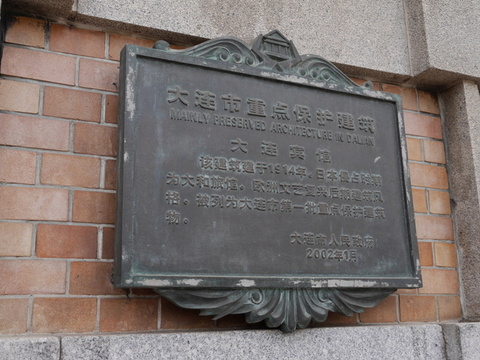 大连市重点保护建筑
MAINLY PRESERVED ARCHITECTURE IN DALIAN
大连宾馆
该建筑建于1914年，日本侵占时称
为大和旅馆。欧洲文艺复兴后期建筑风
格。被列为大连市第一批重点保护建筑
物。
大连市人民政府
2002年1月